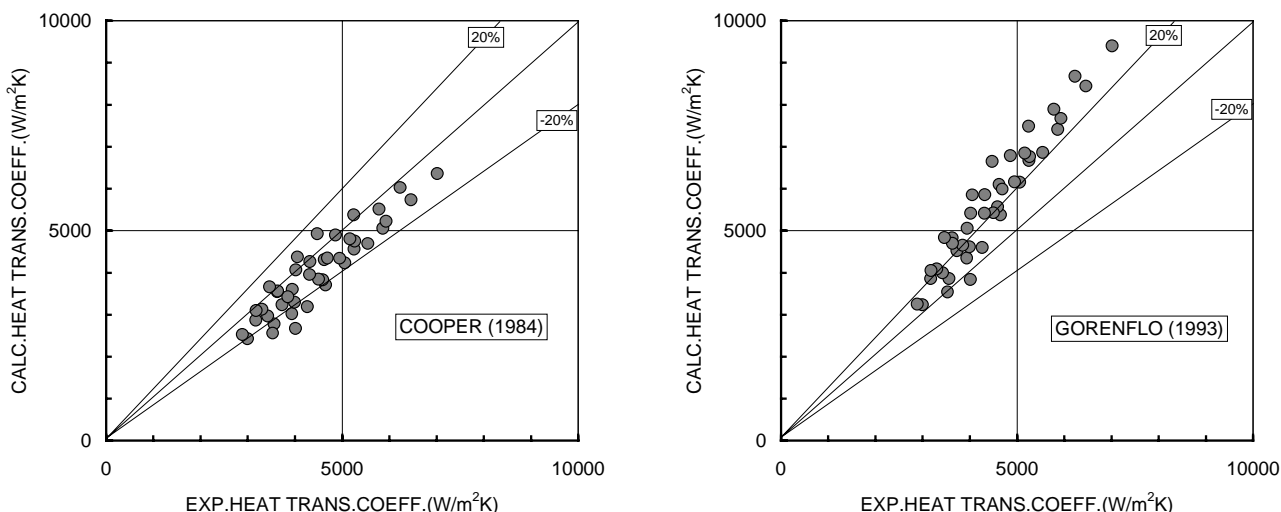 10000
20%
-20%
5000
COOPER (1984)
0
0
5000
10000
CALC.HEAT TRANS.COEFF.(W/m²K)
EXP.HEAT TRANS.COEFF.(W/m²K)
10000
20%
-20%
5000
GORENFLO (1993)
0
0
5000
10000
CALC.HEAT TRANS.COEFF.(W/m²K)
EXP.HEAT TRANS.COEFF.(W/m²K)